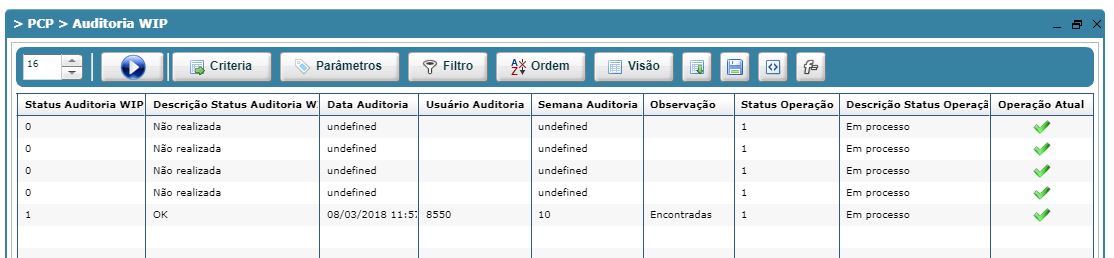 > PCP > Auditoria WIP
16 Criteria Parâmetros Filtro AZ Ordem Visão
Status Auditoria WIP Descrição Status Auditoria W. Data Auditoria Usuário Auditoria Semana Auditoria Observação Status Operação Descrição Status Operaçã Operação Atual
0 Não realizada undefined undefined 1 Em processo
0 Não realizada undefined undefined 1 Em processo
0 Não realizada undefined undefined 1 Em processo
0 Não realizada undefined undefined 1 Em processo
1 OK 08/03/2018 11:57 8550 10 Encontradas 1 Em processo